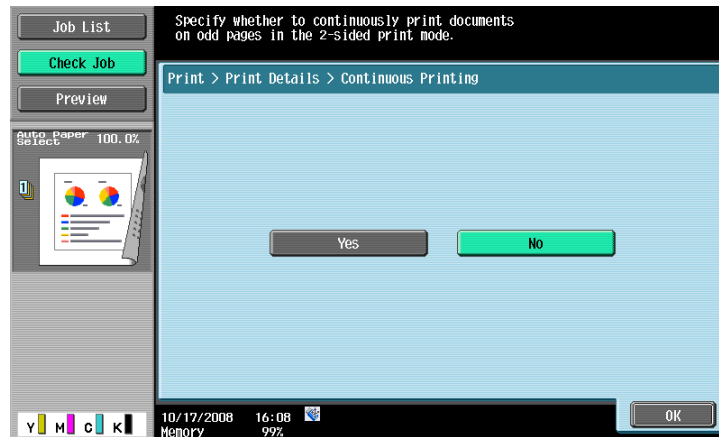 Job List
Check Job
Preview
Auto Paper Select 100.0%
1
Specify whether to continuously print documents
on odd pages in the 2-sided print mode.
Print > Print Details > Continuous Printing
Yes
No
Y M C K
10/17/2008 16:08
Memory 99%
OK